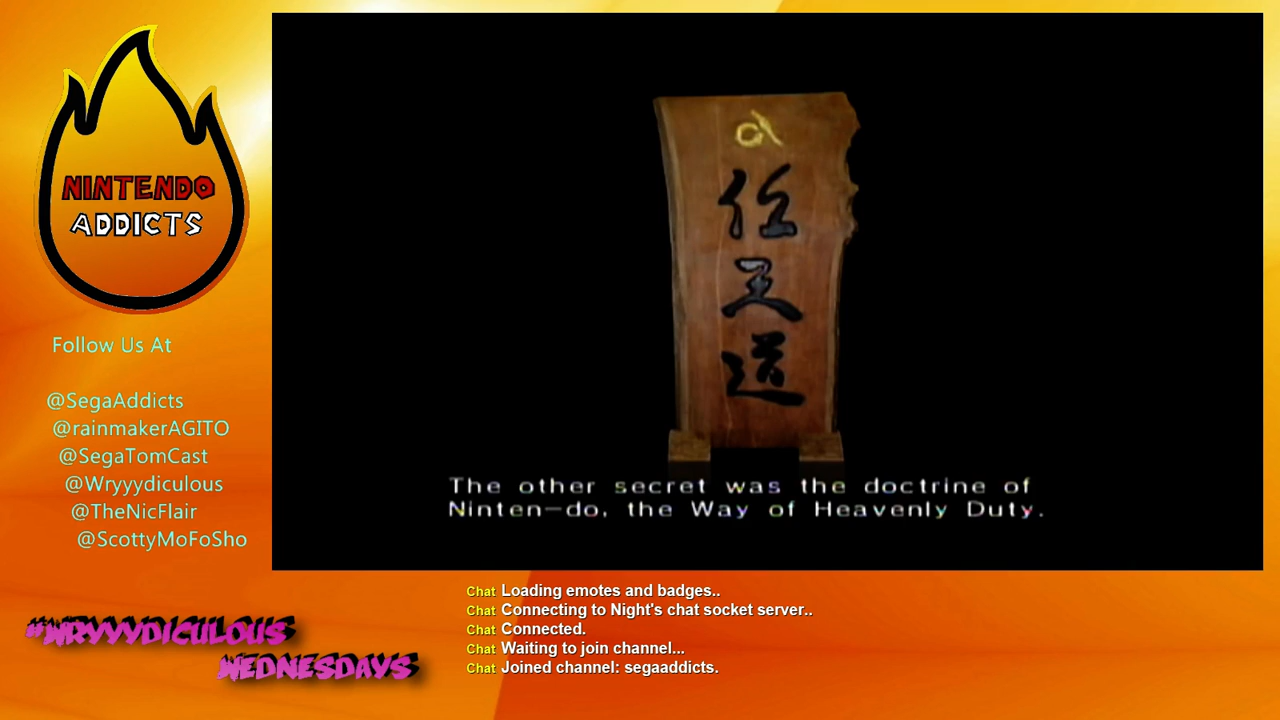 NINTENDO
ADDICTS
Follow Us At
@SegaAddicts
@rainmakerAGITO
@SegaTomCast
@Wryyydiculous
@TheNicFlair
@ScottyMoFoSho
#WRYYYDICULOUS
WEDNESDAYS
任天道
The other secret was the doctrine of
Ninten-do, the Way of Heavenly Duty.
Chat Loading emotes and badges..
Chat Connecting to Night's chat socket server..
Chat Connected.
Chat Waiting to join channel...
Chat Joined channel: segaaddicts.